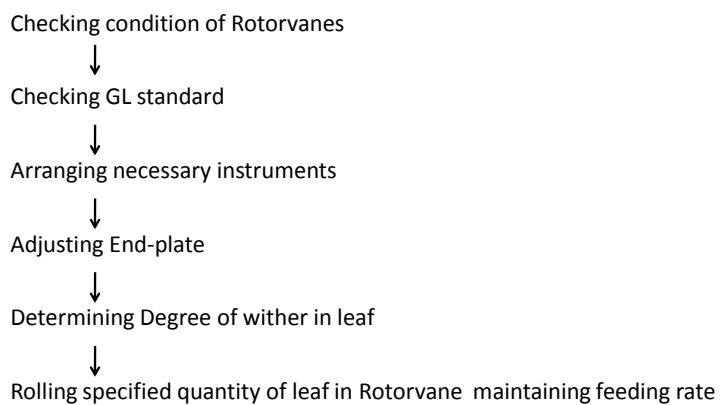 Checking condition of Rotorvanes
Checking GL standard
Arranging necessary instruments
Adjusting End-plate
Determining Degree of wither in leaf
Rolling specified quantity of leaf in Rotorvane maintaining feeding rate